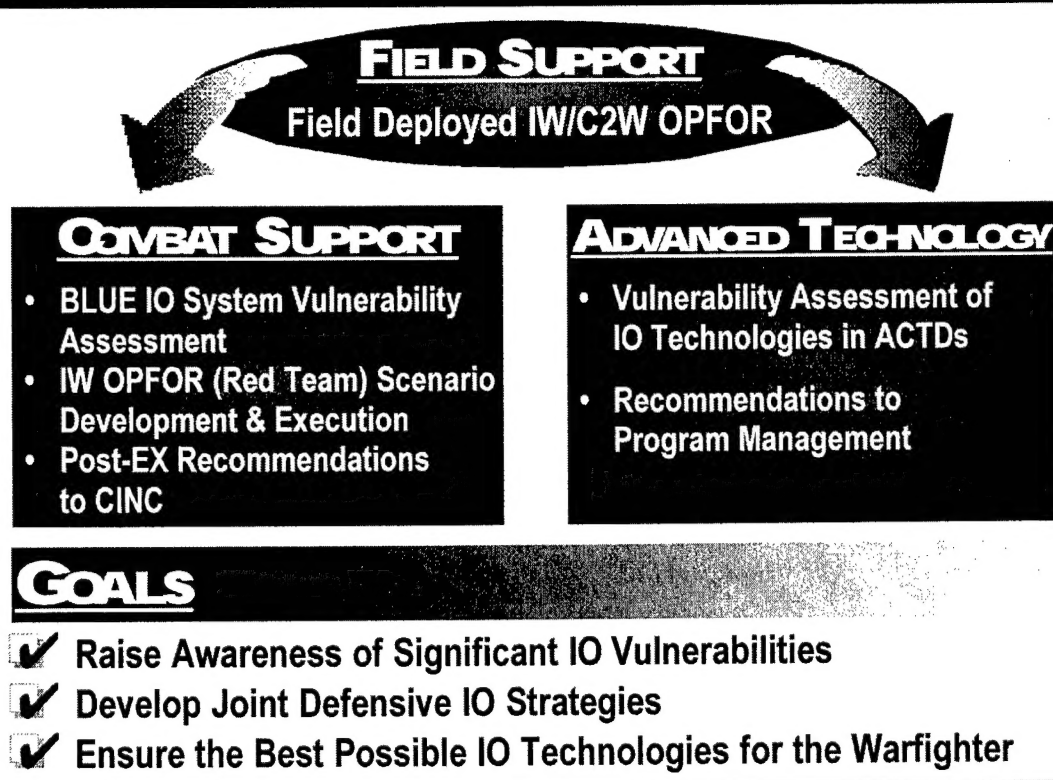 FIELD SUPPORT
Field Deployed IW/C2W OPFOR
COMBAT SUPPORT
• BLUE IO System Vulnerability
Assessment
• IW OPFOR (Red Team) Scenario
Development & Execution
• Post-EX Recommendations
to CINC
ADVANCED TECHNOLOGY
• Vulnerability Assessment of
IO Technologies in ACTDs
• Recommendations to
Program Management
GOALS
✔ Raise Awareness of Significant IO Vulnerabilities
✔ Develop Joint Defensive IO Strategies
✔ Ensure the Best Possible IO Technologies for the Warfighter